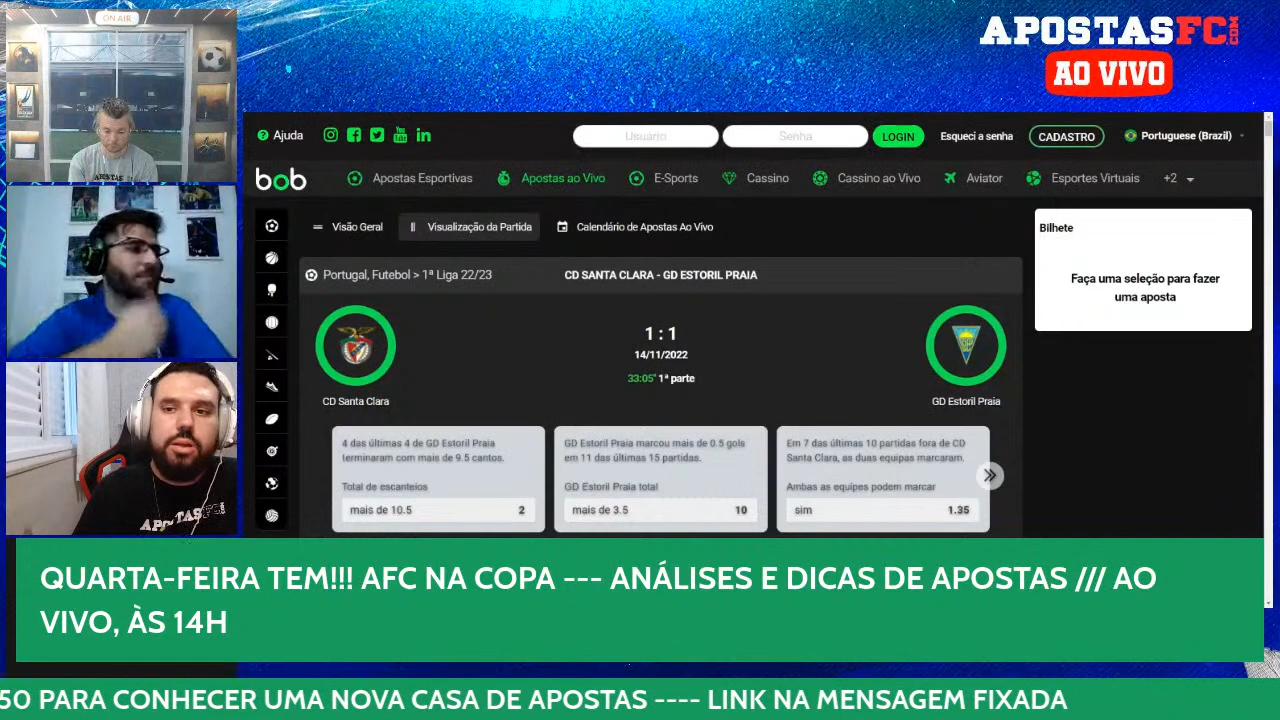 ON AIR
APOSTASFC.COM
AO VIVO
Ajuda
Usuário
Senha
LOGIN
Esqueci a senha
CADASTRO
Portuguese (Brazil)
bob
Apostas Esportivas
Apostas ao Vivo
E-Sports
Cassino
Cassino ao Vivo
Aviator
Esportes Virtuais
+2
Visão Geral
Visualização da Partida
Calendário de Apostas Ao Vivo
Bilhete
Faça uma seleção para fazer
uma aposta
Portugal, Futebol > 1ª Liga 22/23
CD SANTA CLARA - GD ESTORIL PRAIA
1 : 1
14/11/2022
33:05" 1ª parte
CD Santa Clara
GD Estoril Praia
4 das últimas 4 de GD Estoril Praia
terminaram com mais de 9.5 cantos.
Total de escanteios
mais de 10.5 2
GD Estoril Praia marcou mais de 0.5 gols
em 11 das últimas 15 partidas.
GD Estoril Praia total
mais de 3.5 10
Em 7 das últimas 10 partidas fora de CD
Santa Clara, as duas equipas marcaram.
Ambas as equipes podem marcar
sim 1.35
APOSTASFC
QUARTA-FEIRA TEM!!! AFC NA COPA --- ANÁLISES E DICAS DE APOSTAS /// AO
VIVO, ÀS 14H
50 PARA CONHECER UMA NOVA CASA DE APOSTAS ---- LINK NA MENSAGEM FIXADA